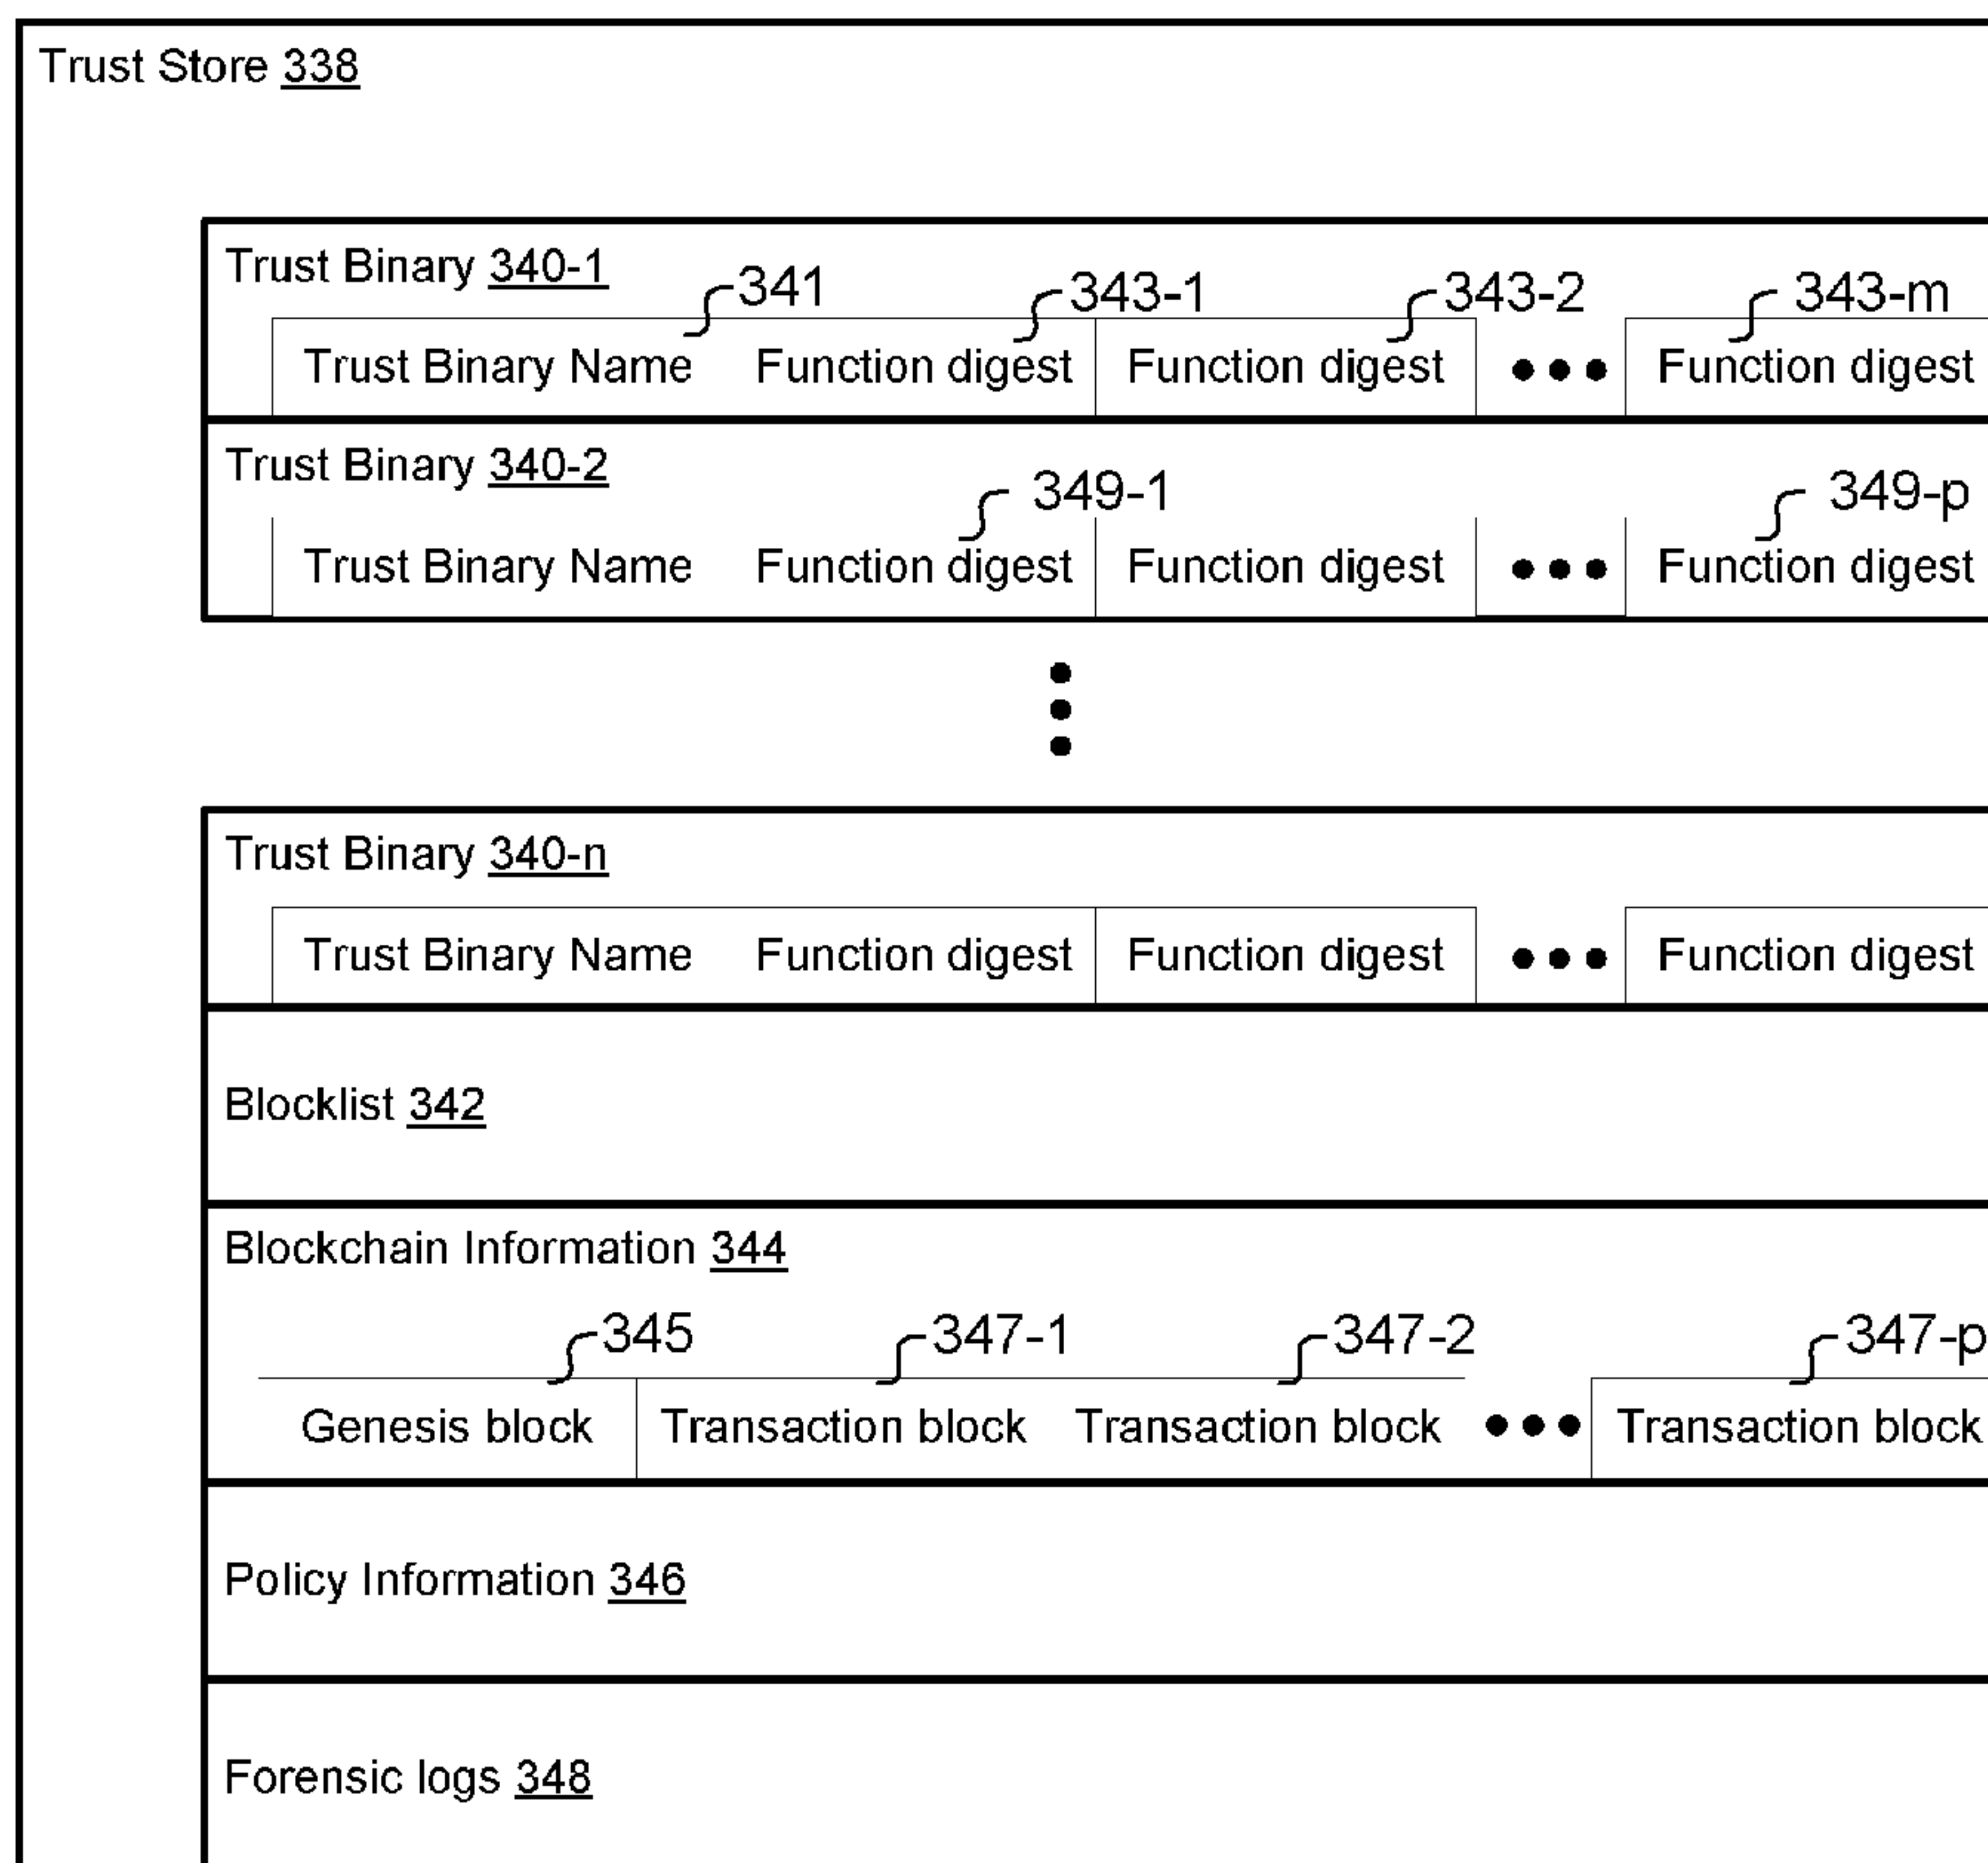 Trust Store 338
Trust Binary 340-1
341 343-1 343-2 343-m
Trust Binary Name Function digest Function digest ●●● Function digest
Trust Binary 340-2
349-1 349-p
Trust Binary Name Function digest Function digest ●●● Function digest
Trust Binary 340-n
Trust Binary Name Function digest Function digest ●●● Function digest
Blocklist 342
Blockchain Information 344
345 347-1 347-2 347-p
Genesis block Transaction block Transaction block ●●● Transaction block
Policy Information 346
Forensic logs 348